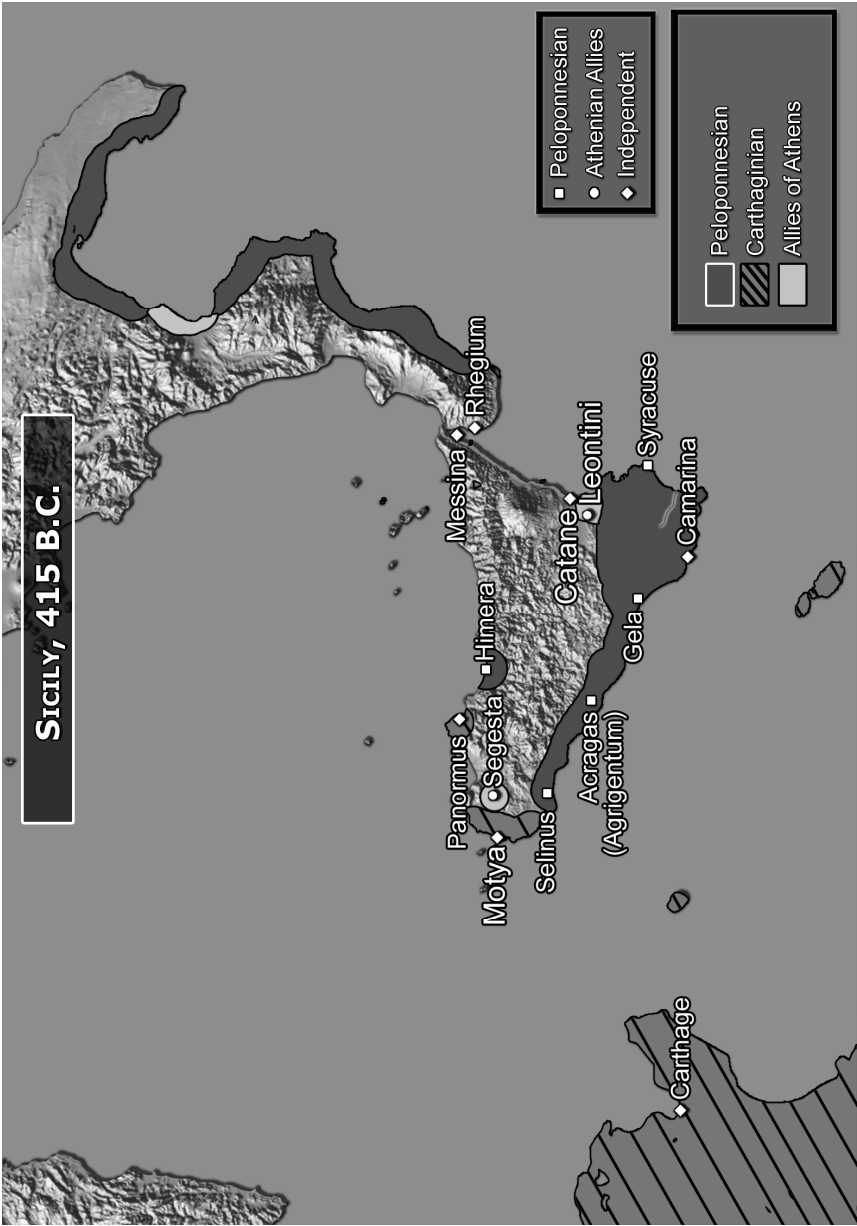 SICILY, 415 B.C.
Peloponnesian
Athenian Allies
Independent
Peloponnesian
Carthaginian
Allies of Athens
Rhegium
Messina
Himera
Panormus
Segesta
Motya
Selinus
Catane
Leontini
Syracuse
Camarina
Gela
Acragas
(Agrigentum)
Carthage